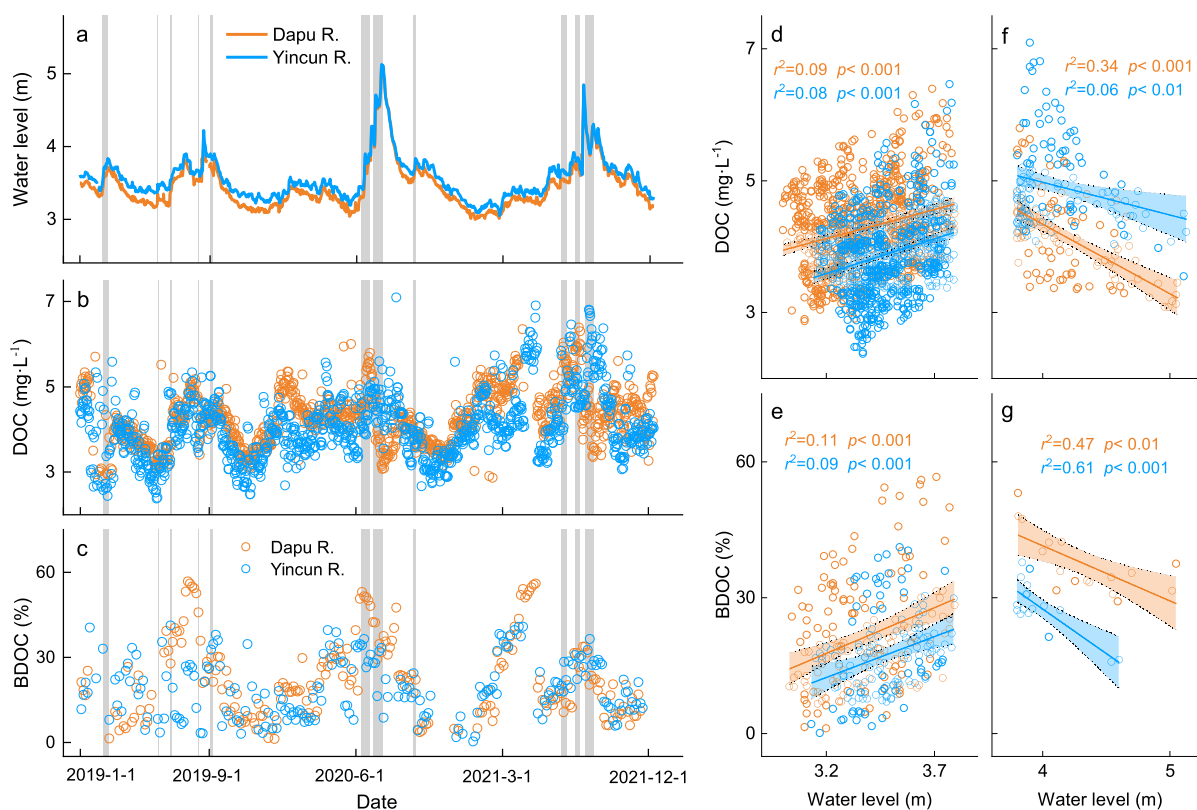 a
Dapu R.
Yincun R.
Water level (m)
5
4
3
b
DOC (mg·L⁻¹)
7
5
3
c
Dapu R.
Yincun R.
BDOC (%)
60
30
0
2019-1-1 2019-9-1 2020-6-1 2021-3-1 2021-12-1
Date
d
r²=0.09 p< 0.001
r²=0.08 p< 0.001
DOC (mg·L⁻¹)
7
5
3
f
r²=0.34 p< 0.001
r²=0.06 p< 0.01
e
r²=0.11 p< 0.001
r²=0.09 p< 0.001
BDOC (%)
60
30
0
3.2 3.7
Water level (m)
g
r²=0.47 p< 0.01
r²=0.61 p< 0.001
4 5
Water level (m)